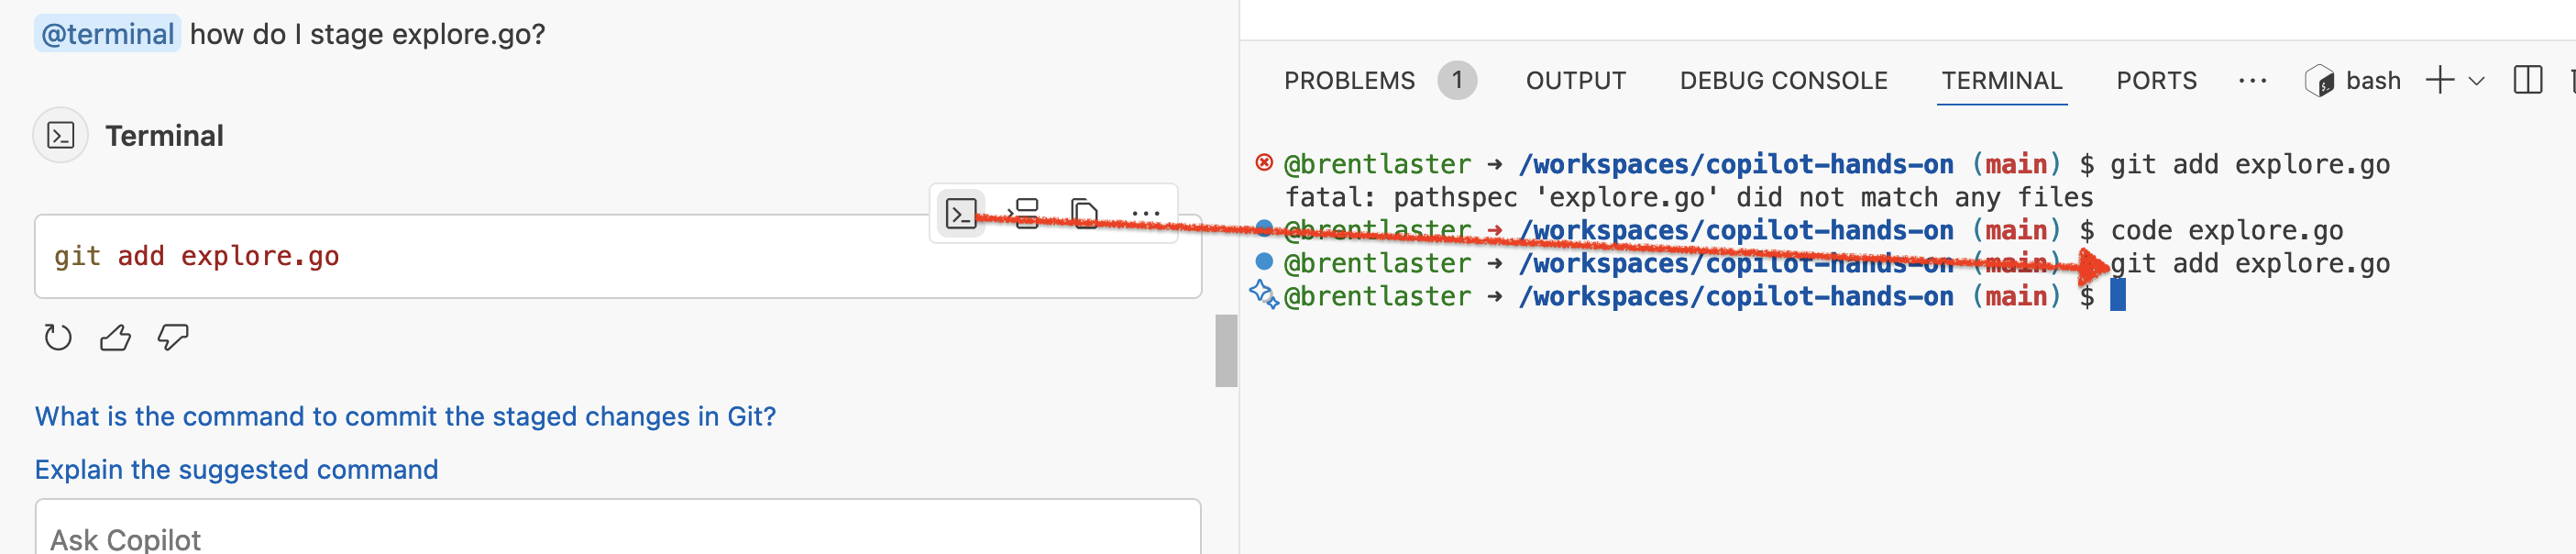 @terminal how do I stage explore.go?
Terminal
git add explore.go
What is the command to commit the staged changes in Git?
Explain the suggested command
Ask Copilot
PROBLEMS 1 OUTPUT DEBUG CONSOLE TERMINAL PORTS ··· bash
@brentlaster → /workspaces/copilot-hands-on (main) $ git add explore.go
fatal: pathspec 'explore.go' did not match any files
@brentlaster → /workspaces/copilot-hands-on (main) $ code explore.go
@brentlaster → /workspaces/copilot-hands-on (main) git add explore.go
@brentlaster → /workspaces/copilot-hands-on (main) $